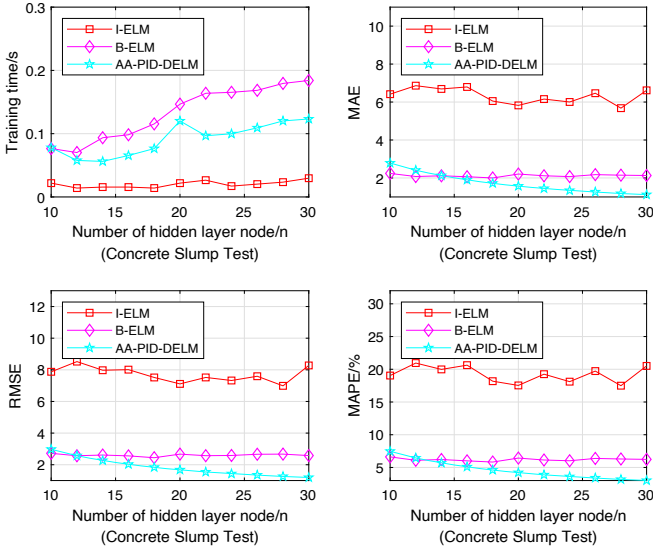 0.3
0.2
0.1
0
Training time/s
I-ELM
B-ELM
AA-PID-DELM
10 15 20 25 30
Number of hidden layer node/n
(Concrete Slump Test)
10
8
6
4
2
MAE
I-ELM
B-ELM
AA-PID-DELM
10 15 20 25 30
Number of hidden layer node/n
(Concrete Slump Test)
12
10
8
6
4
2
RMSE
I-ELM
B-ELM
AA-PID-DELM
10 15 20 25 30
Number of hidden layer node/n
(Concrete Slump Test)
30
25
20
15
10
5
MAPE/%
I-ELM
B-ELM
AA-PID-DELM
10 15 20 25 30
Number of hidden layer node/n
(Concrete Slump Test)